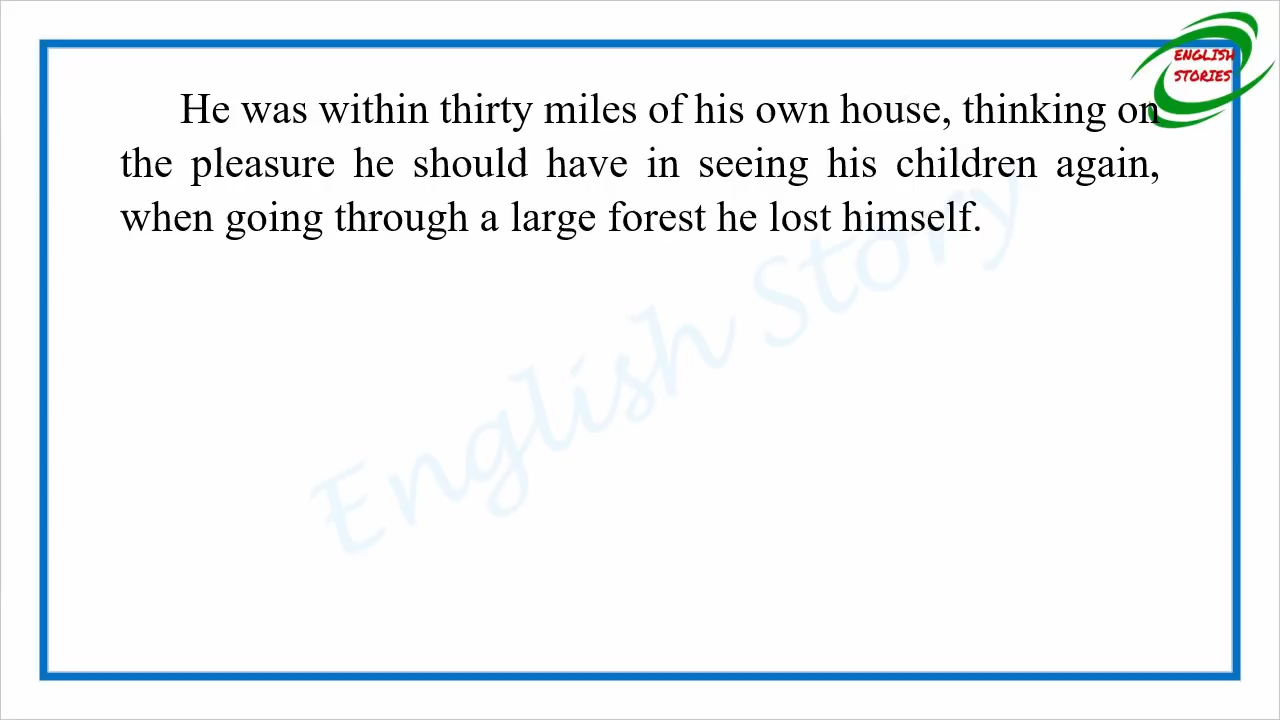 ENGLISH
STORIES
He was within thirty miles of his own house, thinking on
the pleasure he should have in seeing his children again,
when going through a large forest he lost himself.
English Story